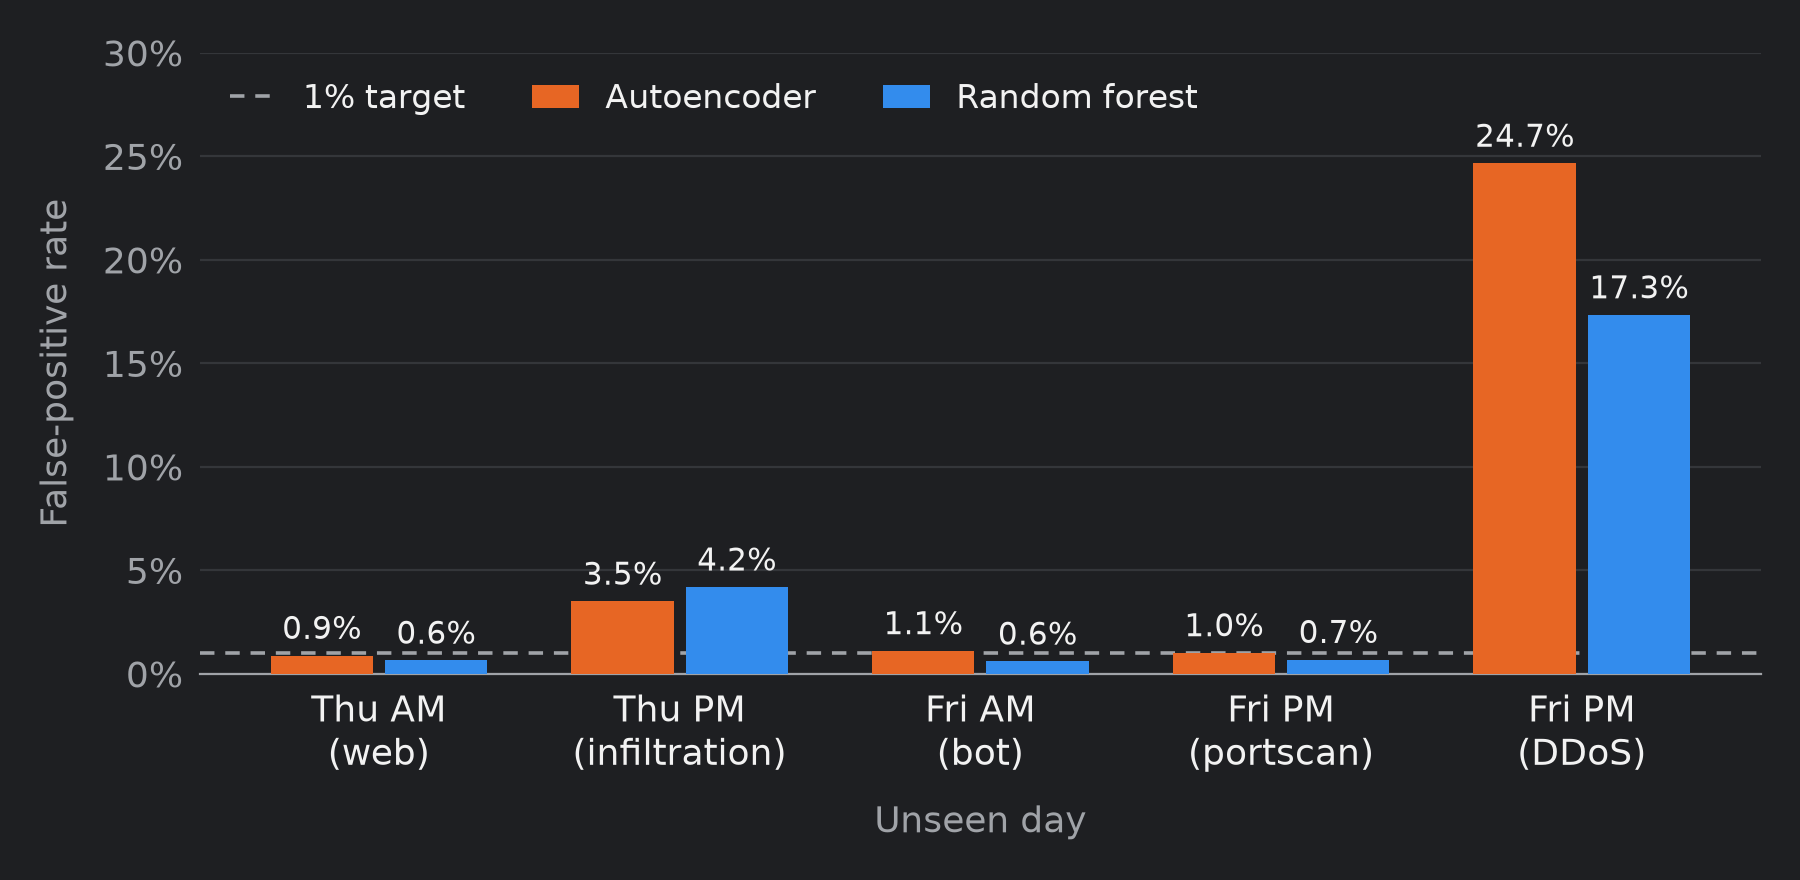 30%
25%
20%
15%
10%
5%
0%
False-positive rate
1% target
Autoencoder
Random forest
0.9%
0.6%
3.5%
4.2%
1.1%
0.6%
1.0%
0.7%
24.7%
17.3%
Thu AM
(web)
Thu PM
(infiltration)
Fri AM
(bot)
Fri PM
(portscan)
Fri PM
(DDoS)
Unseen day